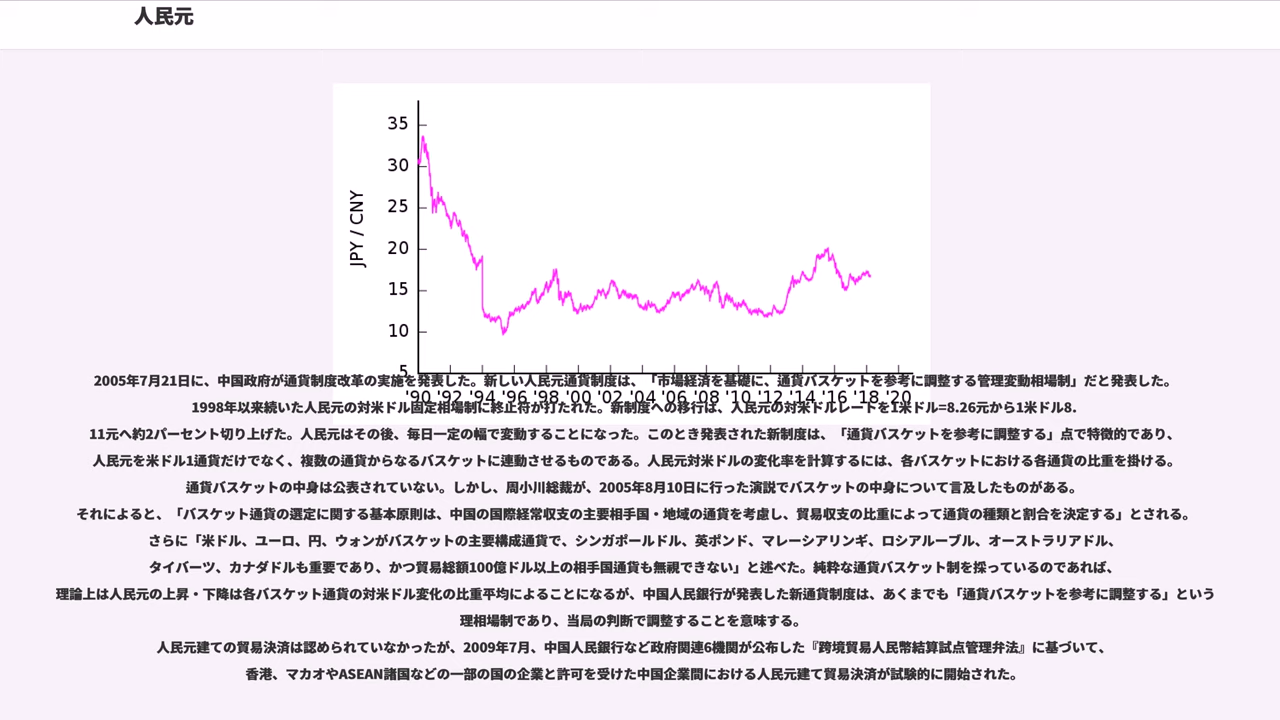 人民元
JPY / CNY
35
30
25
20
15
10
5
'90 '92 '94 '96 '98 '00 '02 '04 '06 '08 '10 '12 '14 '16 '18 '20
2005年7月21日に、中国政府が通貨制度改革の実施を発表した。新しい人民元通貨制度は、「市場経済を基礎に、通貨バスケットを参考に調整する管理変動相場制」だと発表した。
1998年以来続いた人民元の対米ドル固定相場制に終止符が打たれた。新制度への移行は、人民元の対米ドルレートを1米ドル=8.26元から1米ドル8.
11元へ約2パーセント切り上げた。人民元はその後、毎日一定の幅で変動することになった。このとき発表された新制度は、「通貨バスケットを参考に調整する」点で特徴的であり、
人民元を米ドル1通貨だけでなく、複数の通貨からなるバスケットに連動させるものである。人民元対米ドルの変化率を計算するには、各バスケットにおける各通貨の比重を掛ける。
通貨バスケットの中身は公表されていない。しかし、周小川総裁が、2005年8月10日に行った演説でバスケットの中身について言及したものがある。
それによると、「バスケット通貨の選定に関する基本原則は、中国の国際経常収支の主要相手国・地域の通貨を考慮し、貿易収支の比重によって通貨の種類と割合を決定する」とされる。
さらに「米ドル、ユーロ、円、ウォンがバスケットの主要構成通貨で、シンガポールドル、英ポンド、マレーシアリンギ、ロシアルーブル、オーストラリアドル、
タイバーツ、カナダドルも重要であり、かつ貿易総額100億ドル以上の相手国通貨も無視できない」と述べた。純粋な通貨バスケット制を採っているのであれば、
理論上は人民元の上昇・下降は各バスケット通貨の対米ドル変化の比重平均によることになるが、中国人民銀行が発表した新通貨制度は、あくまでも「通貨バスケットを参考に調整する」という
理相場制であり、当局の判断で調整することを意味する。
人民元建ての貿易決済は認められていなかったが、2009年7月、中国人民銀行など政府関連6機関が公布した『跨境貿易人民幣結算試点管理弁法』に基づいて、
香港、マカオやASEAN諸国などの一部の国の企業と許可を受けた中国企業間における人民元建て貿易決済が試験的に開始された。